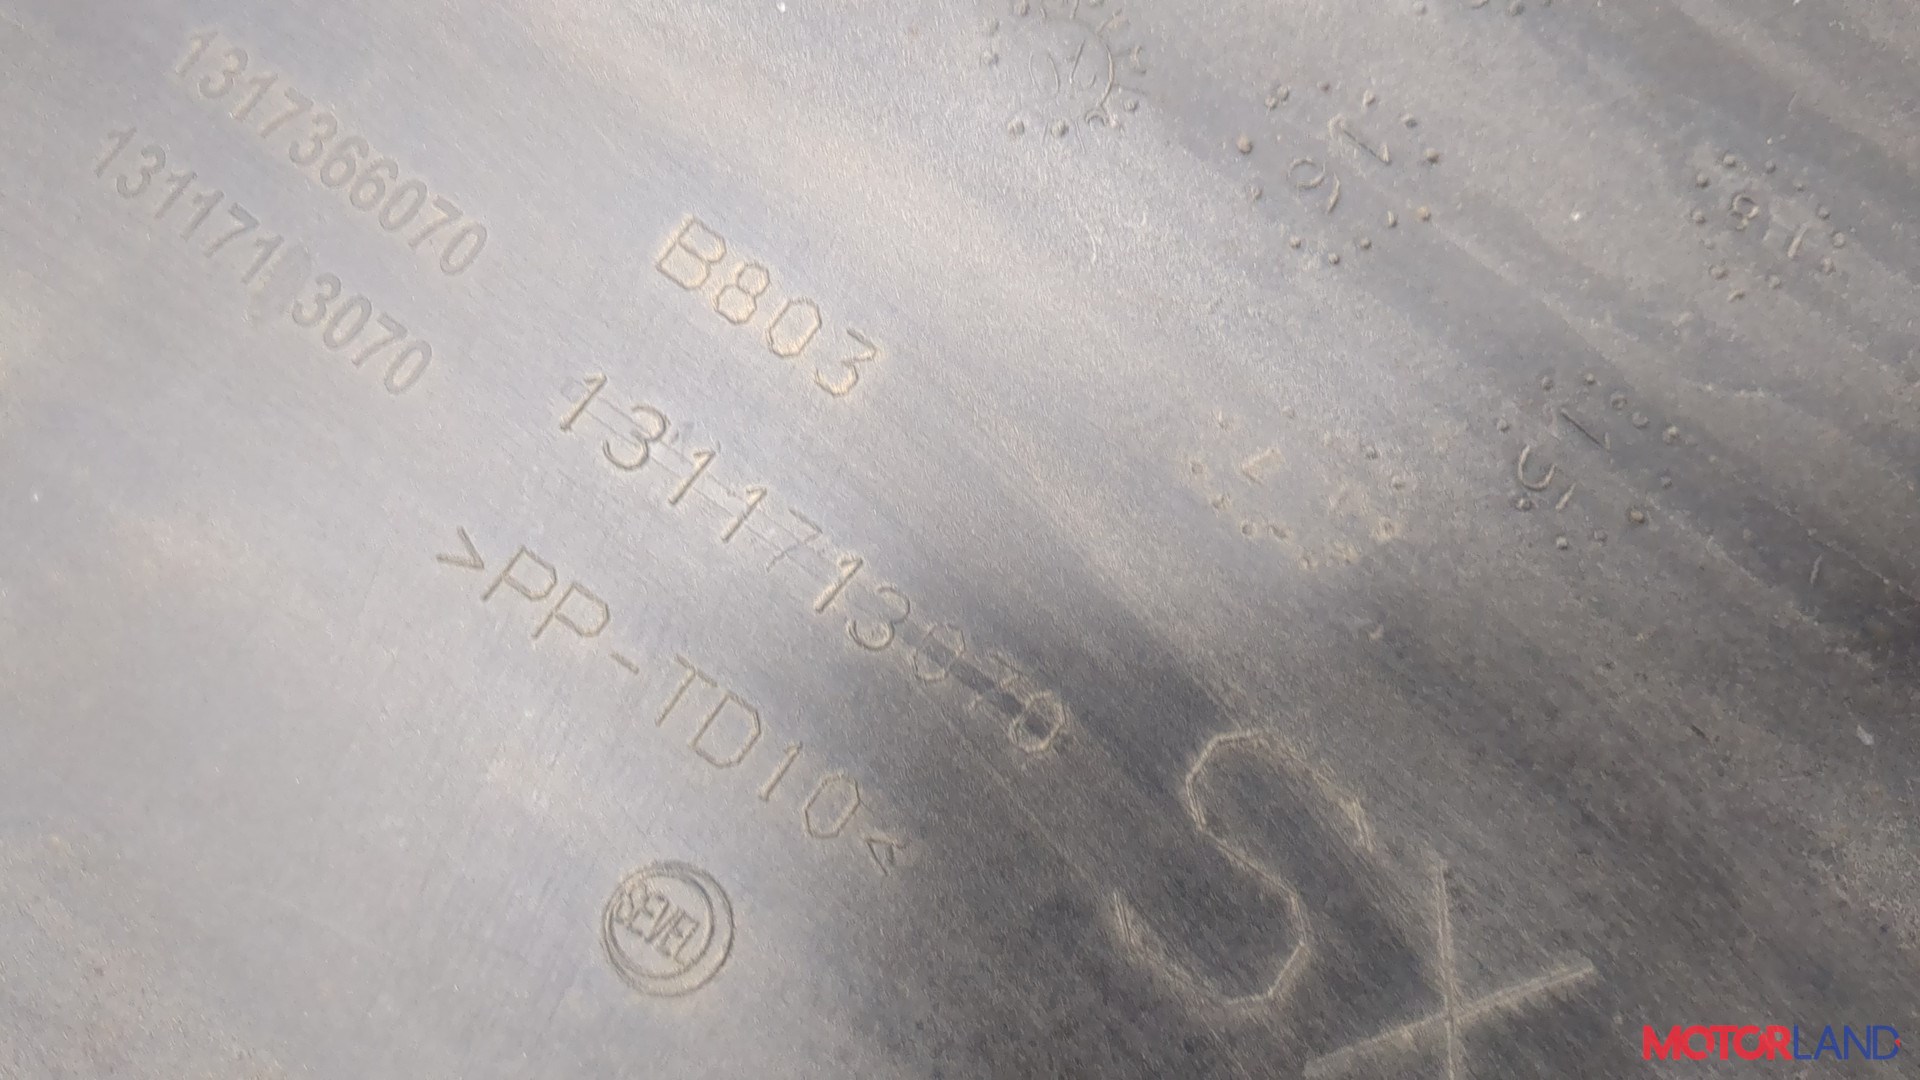 1317366070
1311713070
B803
1311713070
>PP-TD10<
SEVEL
SX
MOTORLAND